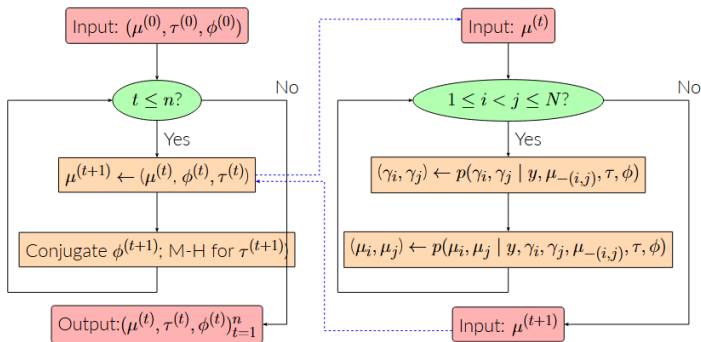 Input: (μ^(0), τ^(0), ϕ^(0))
t ≤ n?
No
Yes
μ^(t+1) ← (μ^(t), ϕ^(t), τ^(t))
Conjugate ϕ^(t+1); M-H for τ^(t+1))
Output:(μ^(t), τ^(t), ϕ^(t))_{t=1}^n
Input: μ^(t)
1 ≤ i < j ≤ N?
No
Yes
(γ_i, γ_j) ← p(γ_i, γ_j | y, μ_{−(i,j)}, τ, ϕ)
(μ_i, μ_j) ← p(μ_i, μ_j | y, γ_i, γ_j, μ_{−(i,j)}, τ, ϕ)
Input: μ^(t+1)